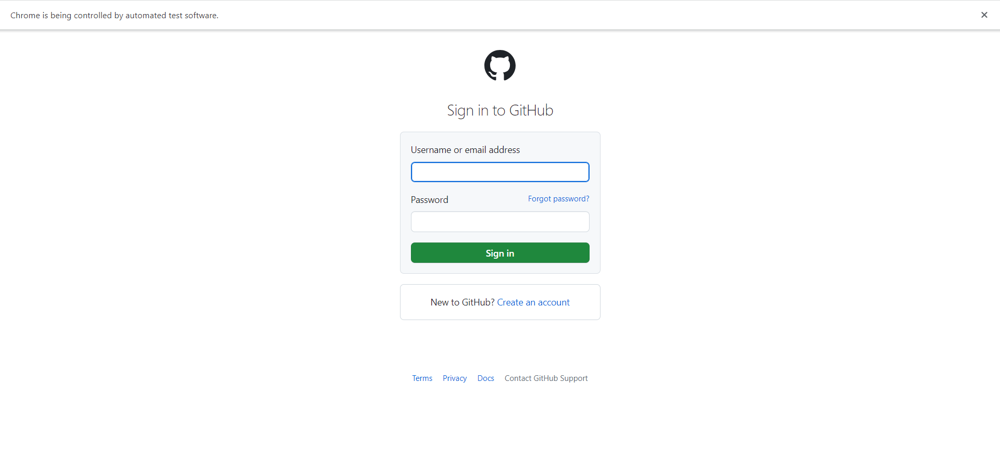 Chrome is being controlled by automated test software.
Sign in to GitHub
Username or email address
Password Forgot password?
Sign in
New to GitHub? Create an account
Terms Privacy Docs Contact GitHub Support